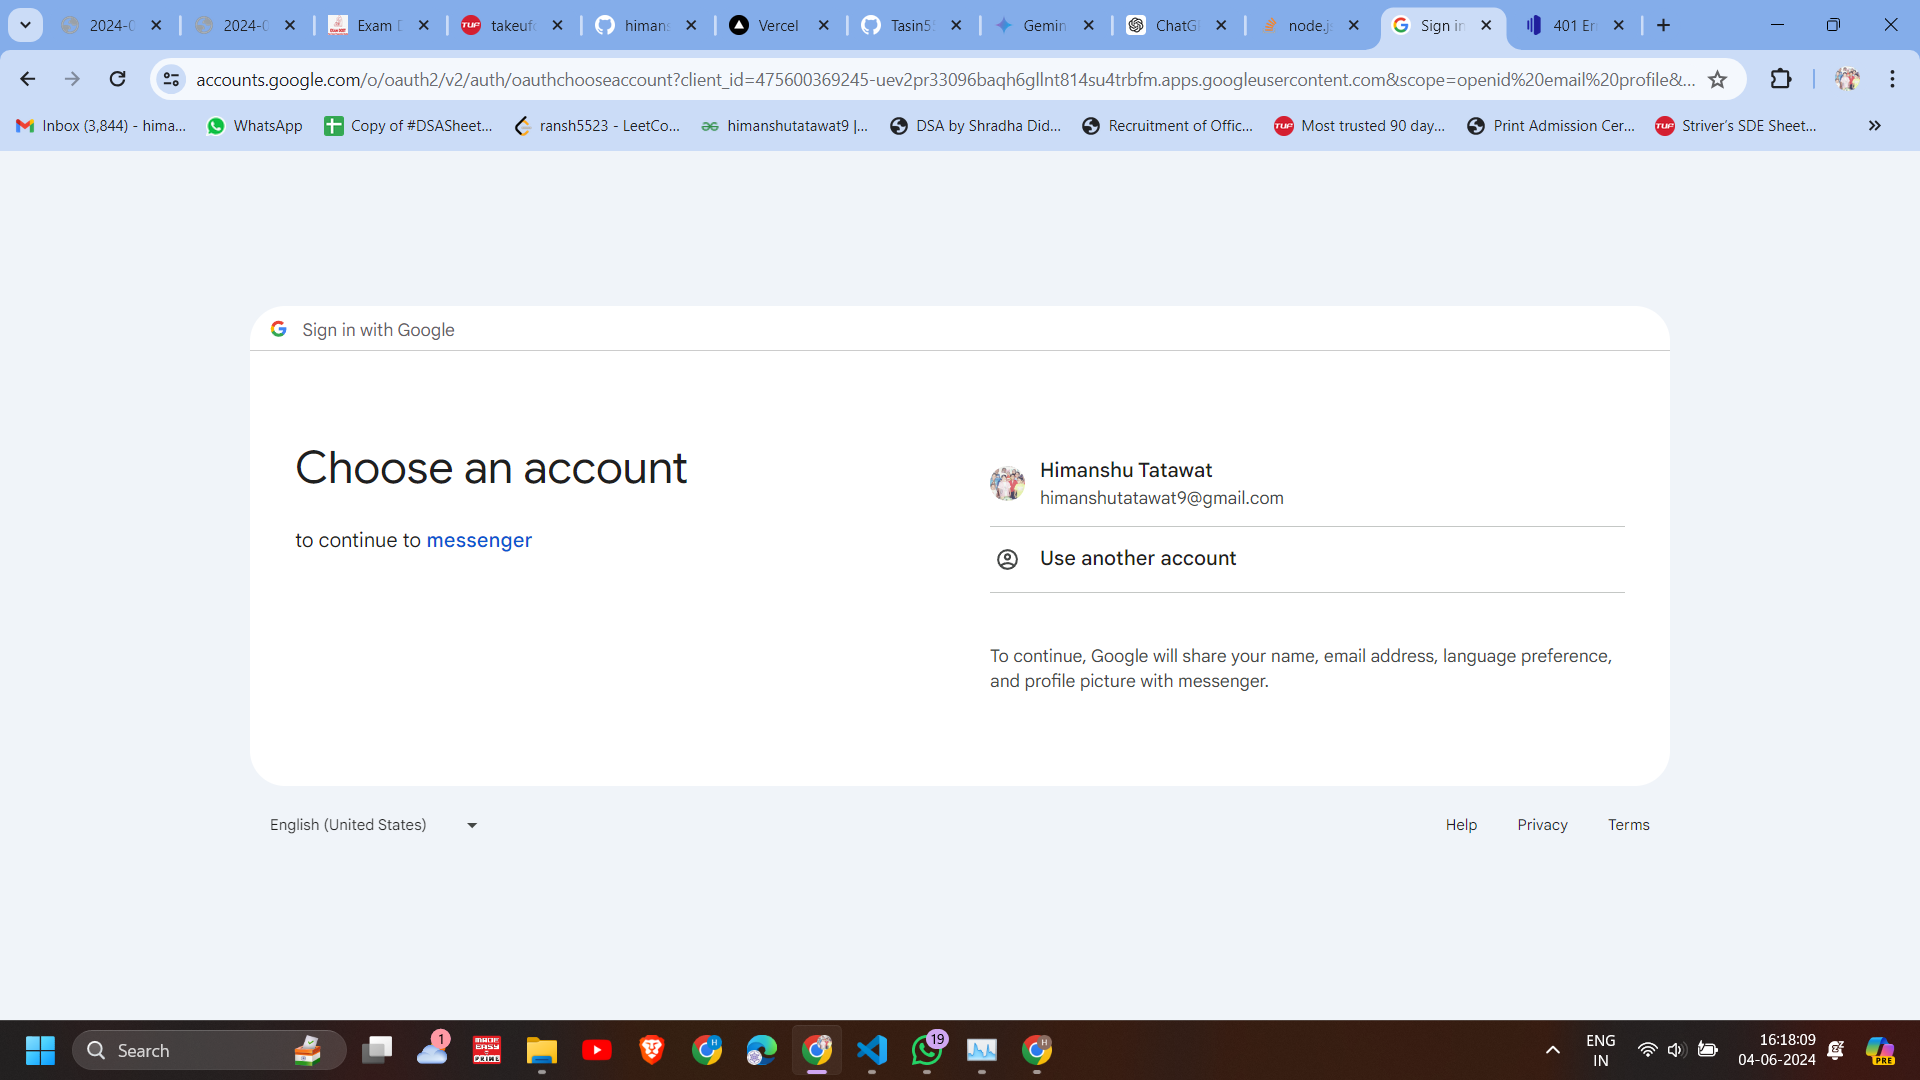 2024-0
2024-0
Exam D
takeufo
himans
Vercel
Tasin5
Gemin
ChatG
node.js
Sign in
401 Er
accounts.google.com/o/oauth2/v2/auth/oauthchooseaccount?client_id=475600369245-uev2pr33096baqh6gllnt814su4trbfm.apps.googleusercontent.com&scope=openid%20email%20profile&...
Inbox (3,844) - hima...
WhatsApp
Copy of #DSASheet...
ransh5523 - LeetCo...
himanshutatawat9 |...
DSA by Shradha Did...
Recruitment of Offic...
Most trusted 90 day...
Print Admission Cer...
Striver's SDE Sheet...
Sign in with Google
Choose an account
to continue to messenger
Himanshu Tatawat
himanshutatawat9@gmail.com
Use another account
To continue, Google will share your name, email address, language preference,
and profile picture with messenger.
English (United States)
Help
Privacy
Terms
Search
1
MADE EASY PRIME
19
ENG
IN
16:18:09
04-06-2024
PRE